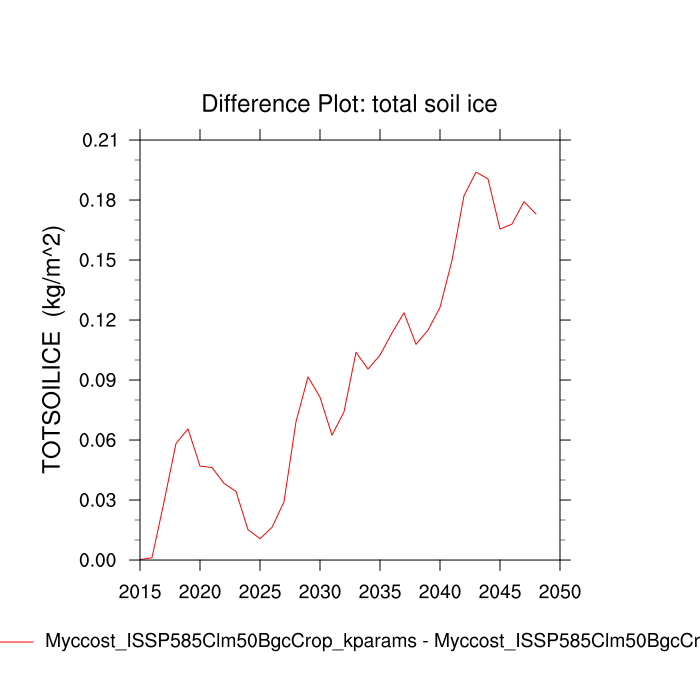 Difference Plot: total soil ice
TOTSOILICE (kg/m^2)
0.21
0.18
0.15
0.12
0.09
0.06
0.03
0.00
2015 2020 2025 2030 2035 2040 2045 2050
Myccost_ISSP585Clm50BgcCrop_kparams - Myccost_ISSP585Clm50BgcCr